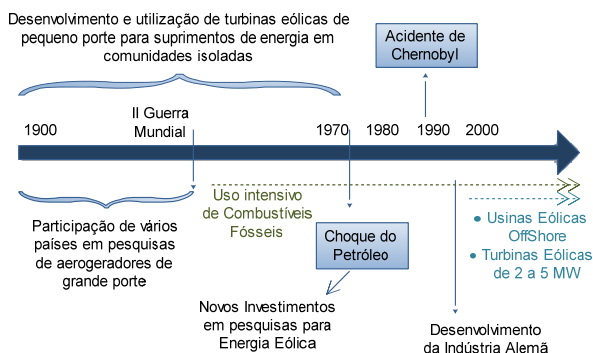 Desenvolvimento e utilização de turbinas eólicas de
pequeno porte para suprimentos de energia em
comunidades isoladas
Acidente de
Chernobyl
II Guerra
Mundial
1900
1970
1980
1990
2000
Uso intensivo
de Combustíveis
Fósseis
Participação de vários
países em pesquisas
de aerogeradores de
grande porte
Choque do
Petróleo
● Usinas Eólicas
OffShore
● Turbinas Eólicas
de 2 a 5 MW
Novos Investimentos
em pesquisas para
Energia Eólica
Desenvolvimento
da Indústria Alemã